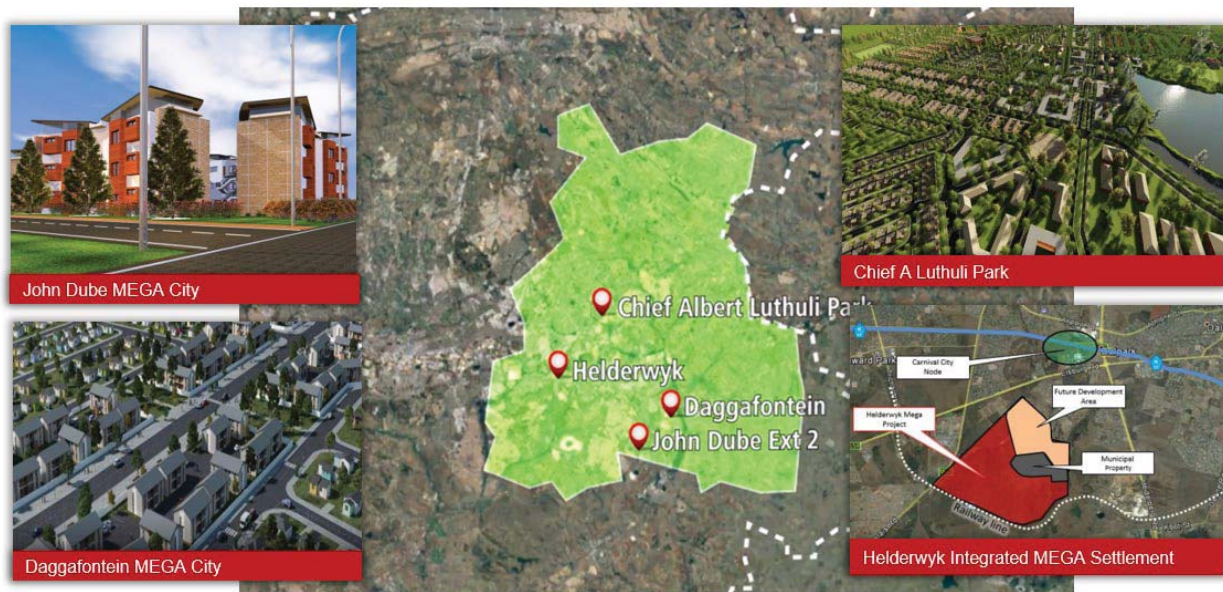 John Dube MEGA City
Daggafontein MEGA City
Chief Albert Luthuli Pa
Helderwyk
Daggafontein
John Dube Ext 2
Chief A Luthuli Park
Carnival City
Node
Future Development
Area
Helderwyk Mega
Project
Municipal
Property
Railway line
Helderwyk Integrated MEGA Settlement